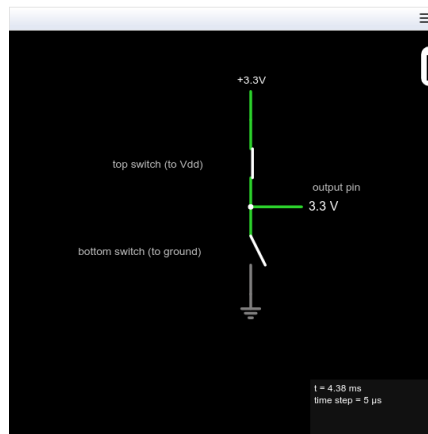 +3.3V
top switch (to Vdd)
output pin
3.3 V
bottom switch (to ground)
t = 4.38 ms
time step = 5 μs